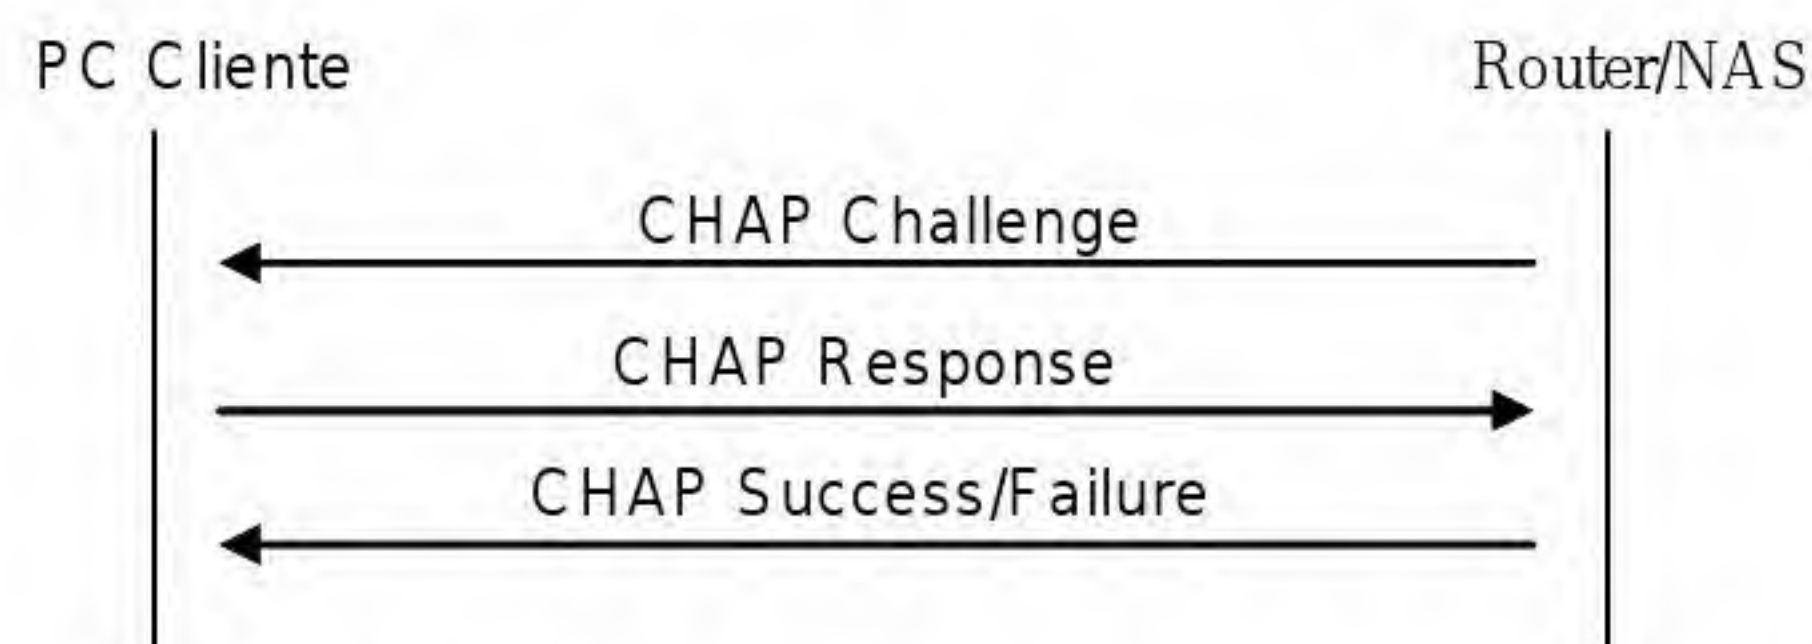 PC Cliente
Router/NAS
CHAP Challenge
CHAP Response
CHAP Success/Failure